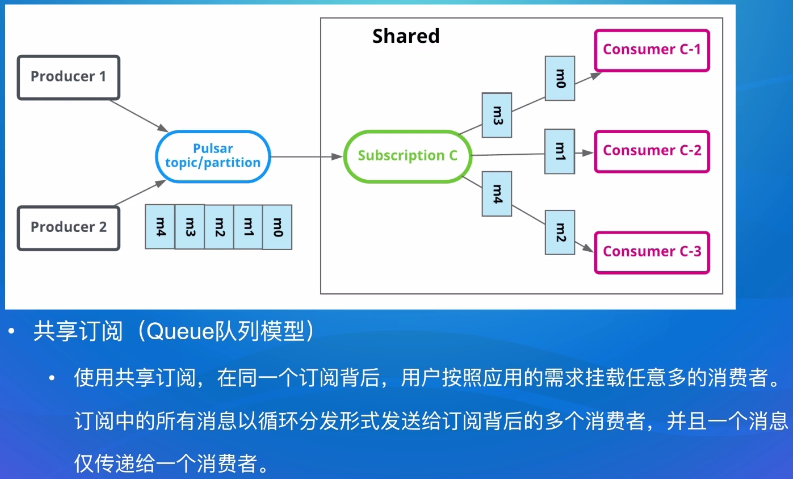 Shared
Producer 1
Producer 2
Pulsar
topic/partition
m4 m3 m2 m1 m0
Subscription C
m3
m0
m1
m4
m2
Consumer C-1
Consumer C-2
Consumer C-3
• 共享订阅（Queue队列模型）
• 使用共享订阅，在同一个订阅背后，用户按照应用的需求挂载任意多的消费者。
订阅中的所有消息以循环分发形式发送给订阅背后的多个消费者，并且一个消息
仅传递给一个消费者。